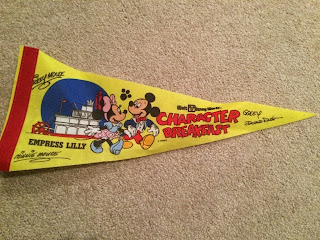 Mickey Mouse
Walt Disney World
CHARACTER
BREAKFAST
Goofy
Donald Duck
EMPRESS LILLY
Minnie Mouse